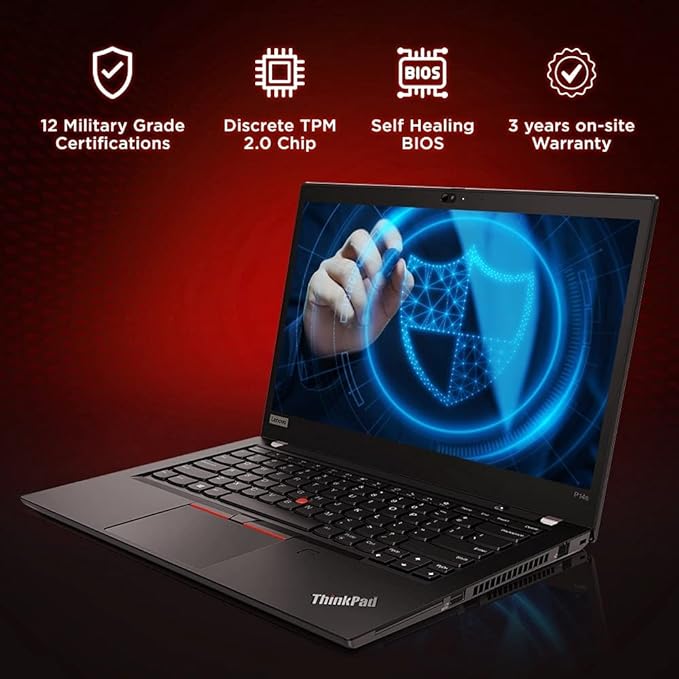 BIOS
12 Military Grade
Certifications
Discrete TPM
2.0 Chip
Self Healing
BIOS
3 years on-site
Warranty
Lenovo
P14s
ThinkPad